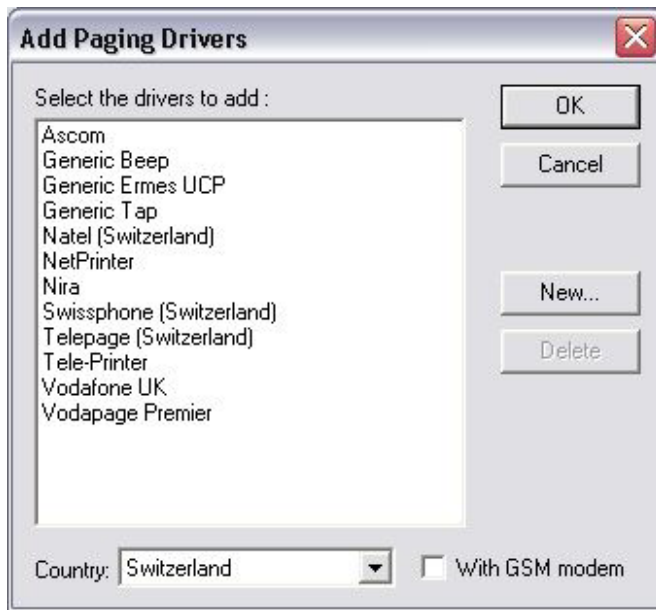 Add Paging Drivers
Select the drivers to add :
Ascom
Generic Beep
Generic Ermes UCP
Generic Tap
Natel (Switzerland)
NetPrinter
Nira
Swissphone (Switzerland)
Telepage (Switzerland)
Tele-Printer
Vodafone UK
Vodapage Premier
OK
Cancel
New...
Delete
Country: Switzerland
With GSM modem